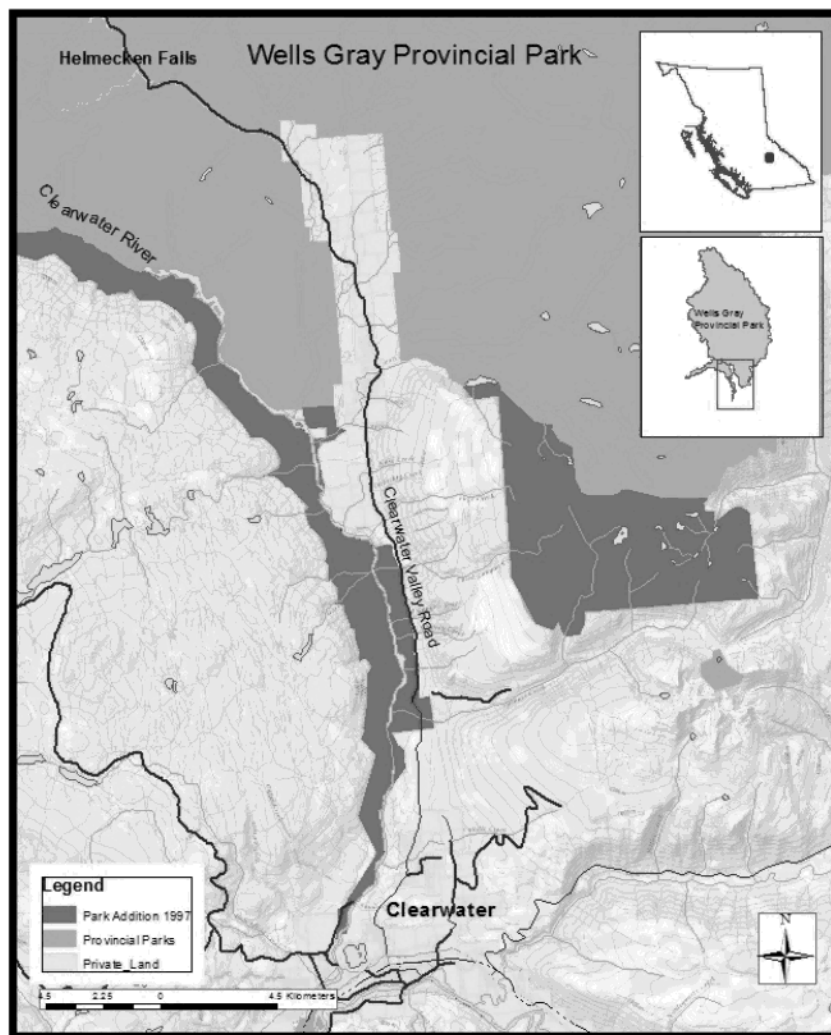 Helmecken Falls
Wells Gray Provincial Park
Clearwater River
Wells Gray
Provincial Park
Clearwater Valley Road
Clearwater
Legend
Park Addition 1997
Provincial Parks
Private_Land
4.5 2.25 0 4.5 Kilometers
N